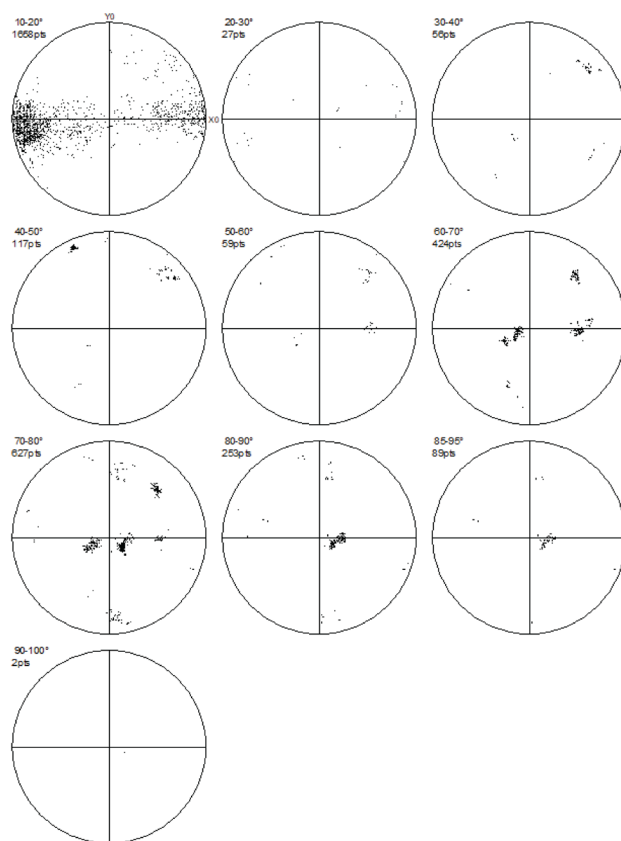 10-20°
1668pts
Y0
X0
20-30°
27pts
30-40°
56pts
40-50°
117pts
50-60°
59pts
60-70°
424pts
70-80°
627pts
80-90°
253pts
85-95°
89pts
90-100°
2pts